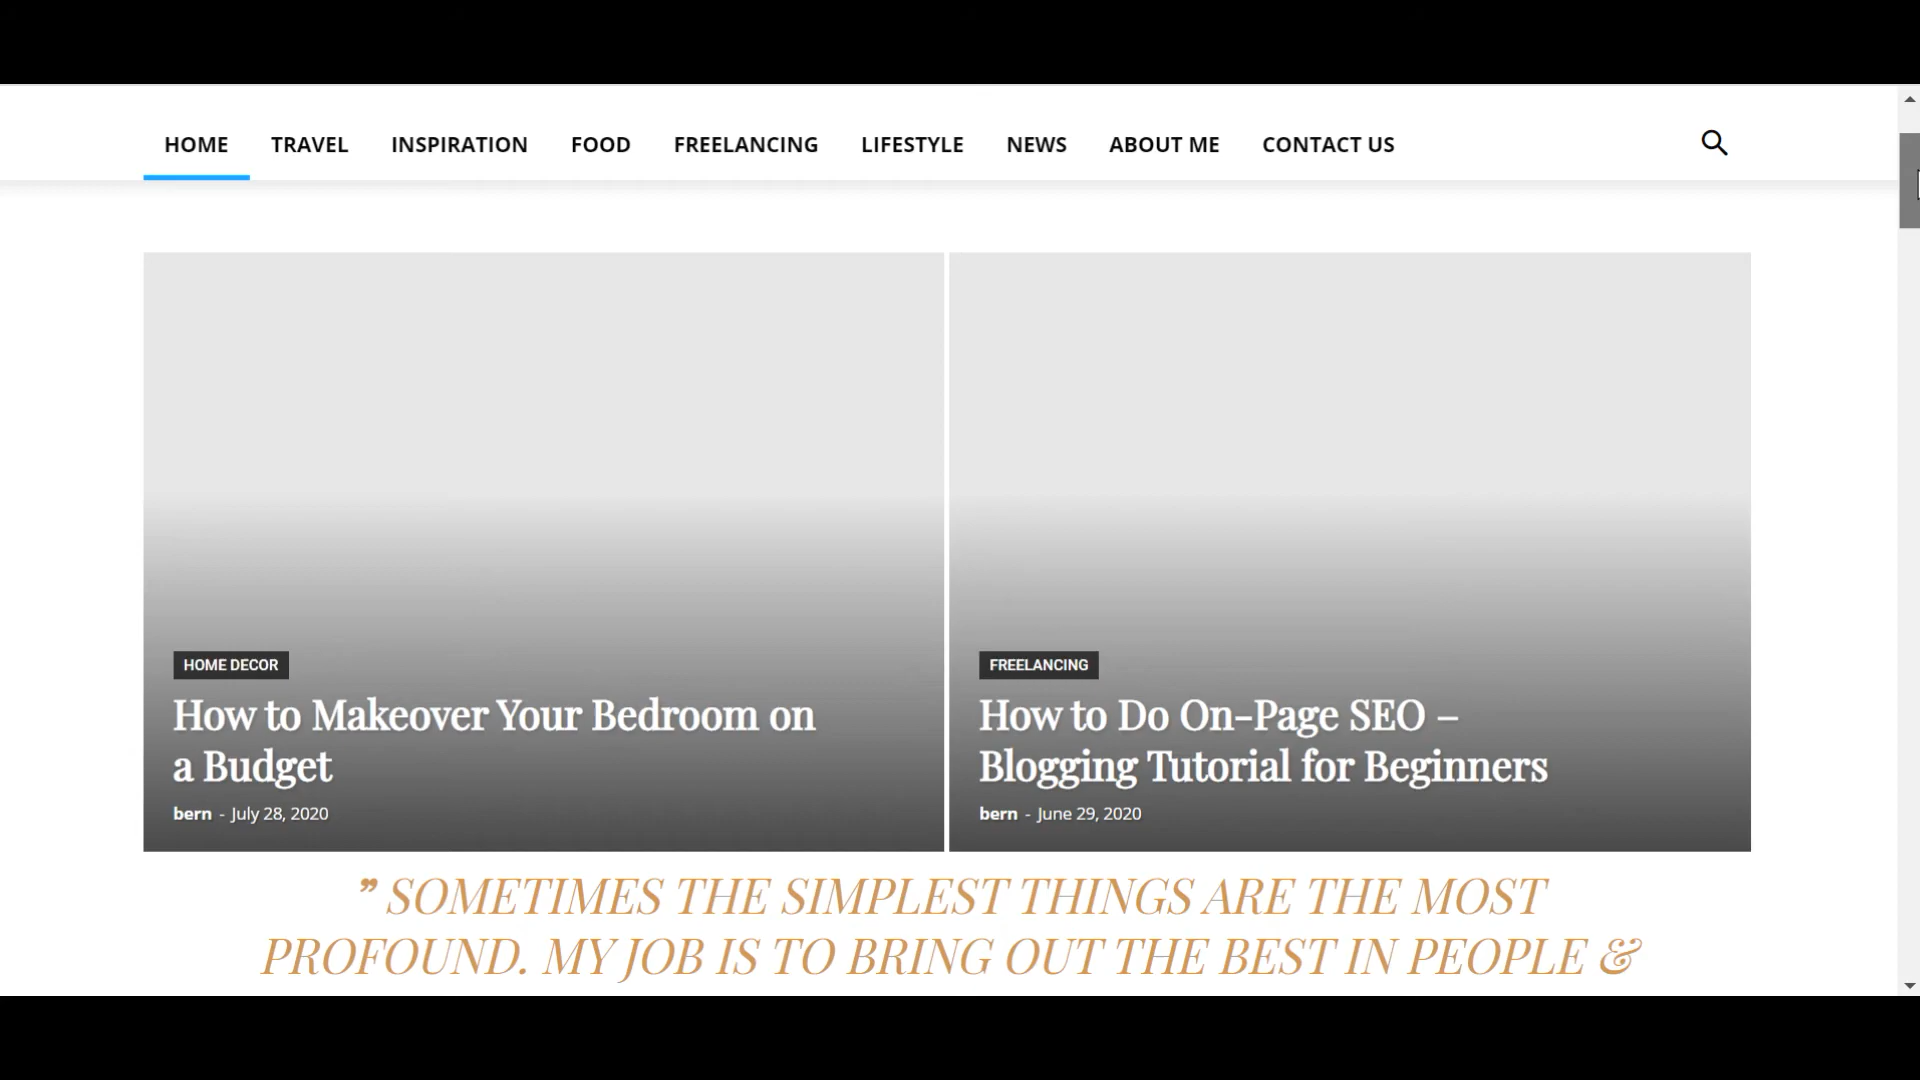 HOME TRAVEL INSPIRATION FOOD FREELANCING LIFESTYLE NEWS ABOUT ME CONTACT US
HOME DECOR
How to Makeover Your Bedroom on
a Budget
bern - July 28, 2020
FREELANCING
How to Do On-Page SEO –
Blogging Tutorial for Beginners
bern - June 29, 2020
” SOMETIMES THE SIMPLEST THINGS ARE THE MOST
PROFOUND. MY JOB IS TO BRING OUT THE BEST IN PEOPLE &